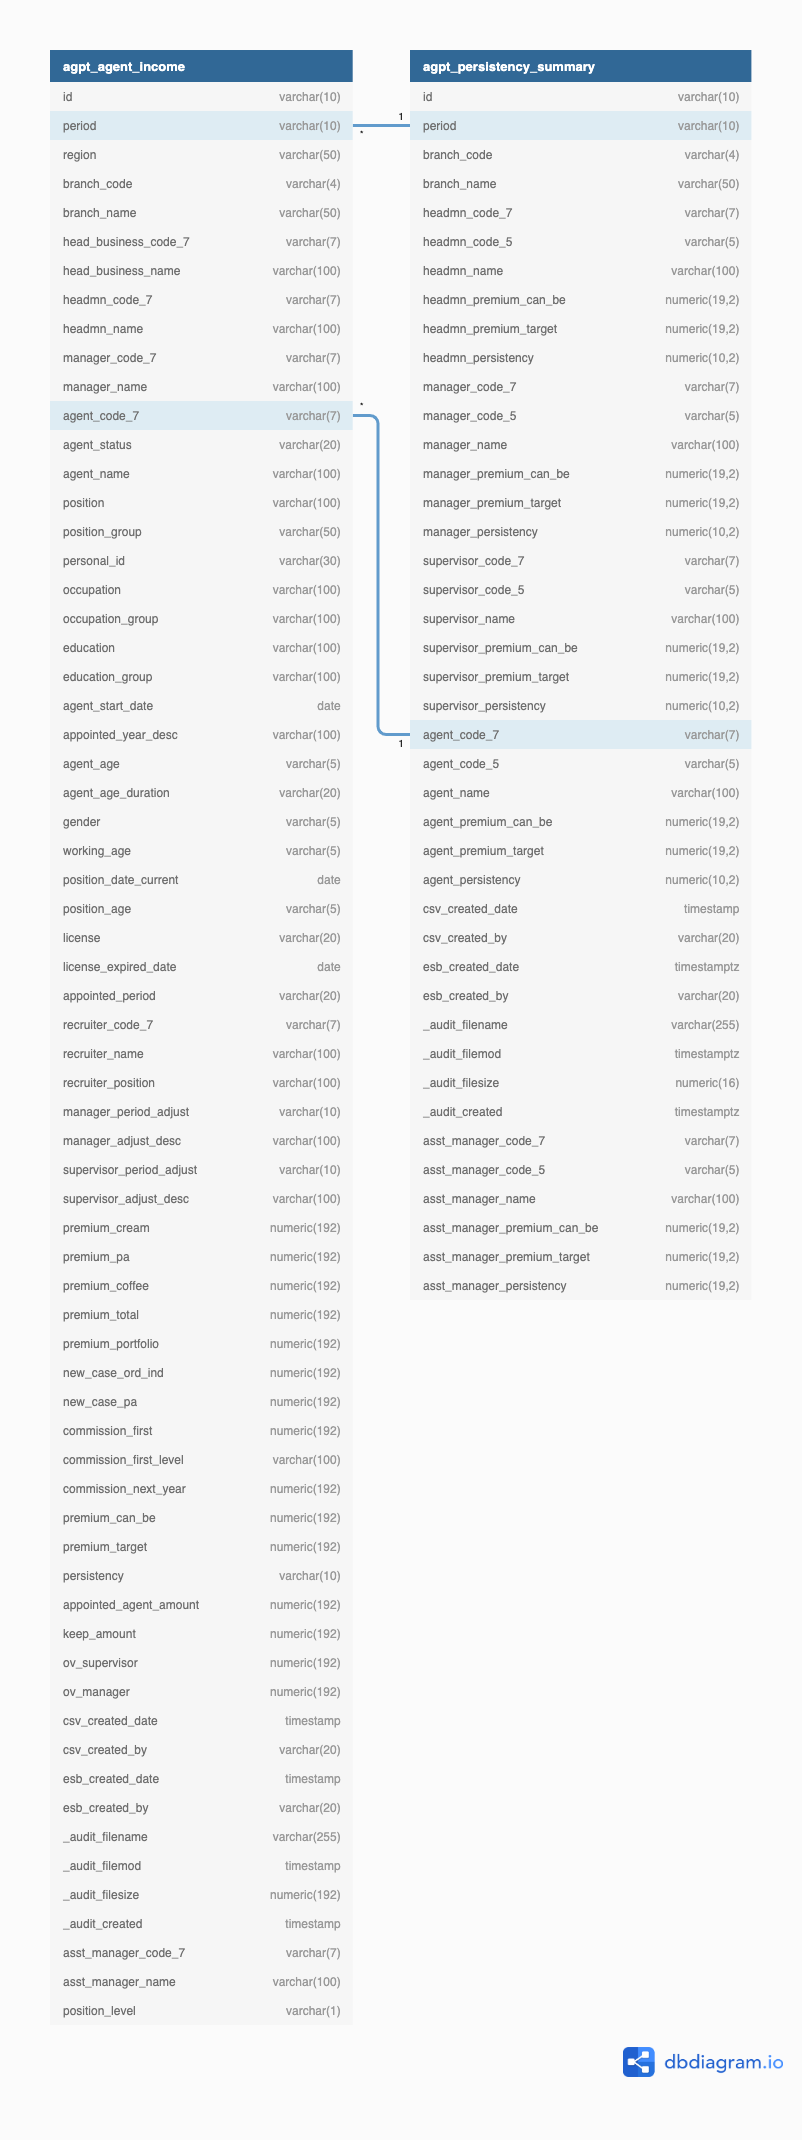 agpt_agent_income
id varchar(10)
period varchar(10)
region varchar(50)
branch_code varchar(4)
branch_name varchar(50)
head_business_code_7 varchar(7)
head_business_name varchar(100)
headmn_code_7 varchar(7)
headmn_name varchar(100)
manager_code_7 varchar(7)
manager_name varchar(100)
agent_code_7 varchar(7)
agent_status varchar(20)
agent_name varchar(100)
position varchar(100)
position_group varchar(50)
personal_id varchar(30)
occupation varchar(100)
occupation_group varchar(100)
education varchar(100)
education_group varchar(100)
agent_start_date date
appointed_year_desc varchar(100)
agent_age varchar(5)
agent_age_duration varchar(20)
gender varchar(5)
working_age varchar(5)
position_date_current date
position_age varchar(5)
license varchar(20)
license_expired_date date
appointed_period varchar(20)
recruiter_code_7 varchar(7)
recruiter_name varchar(100)
recruiter_position varchar(100)
manager_period_adjust varchar(10)
manager_adjust_desc varchar(100)
supervisor_period_adjust varchar(10)
supervisor_adjust_desc varchar(100)
premium_cream numeric(192)
premium_pa numeric(192)
premium_coffee numeric(192)
premium_total numeric(192)
premium_portfolio numeric(192)
new_case_ord_ind numeric(192)
new_case_pa numeric(192)
commission_first numeric(192)
commission_first_level varchar(100)
commission_next_year numeric(192)
premium_can_be numeric(192)
premium_target numeric(192)
persistency varchar(10)
appointed_agent_amount numeric(192)
keep_amount numeric(192)
ov_supervisor numeric(192)
ov_manager numeric(192)
csv_created_date timestamp
csv_created_by varchar(20)
esb_created_date timestamp
esb_created_by varchar(20)
_audit_filename varchar(255)
_audit_filemod timestamp
_audit_filesize numeric(192)
_audit_created timestamp
asst_manager_code_7 varchar(7)
asst_manager_name varchar(100)
position_level varchar(1)
* 1
* 1
agpt_persistency_summary
id varchar(10)
period varchar(10)
branch_code varchar(4)
branch_name varchar(50)
headmn_code_7 varchar(7)
headmn_code_5 varchar(5)
headmn_name varchar(100)
headmn_premium_can_be numeric(19,2)
headmn_premium_target numeric(19,2)
headmn_persistency numeric(10,2)
manager_code_7 varchar(7)
manager_code_5 varchar(5)
manager_name varchar(100)
manager_premium_can_be numeric(19,2)
manager_premium_target numeric(19,2)
manager_persistency numeric(10,2)
supervisor_code_7 varchar(7)
supervisor_code_5 varchar(5)
supervisor_name varchar(100)
supervisor_premium_can_be numeric(19,2)
supervisor_premium_target numeric(19,2)
supervisor_persistency numeric(10,2)
agent_code_7 varchar(7)
agent_code_5 varchar(5)
agent_name varchar(100)
agent_premium_can_be numeric(19,2)
agent_premium_target numeric(19,2)
agent_persistency numeric(10,2)
csv_created_date timestamp
csv_created_by varchar(20)
esb_created_date timestamptz
esb_created_by varchar(20)
_audit_filename varchar(255)
_audit_filemod timestamptz
_audit_filesize numeric(16)
_audit_created timestamptz
asst_manager_code_7 varchar(7)
asst_manager_code_5 varchar(5)
asst_manager_name varchar(100)
asst_manager_premium_can_be numeric(19,2)
asst_manager_premium_target numeric(19,2)
asst_manager_persistency numeric(19,2)
dbdiagram.io